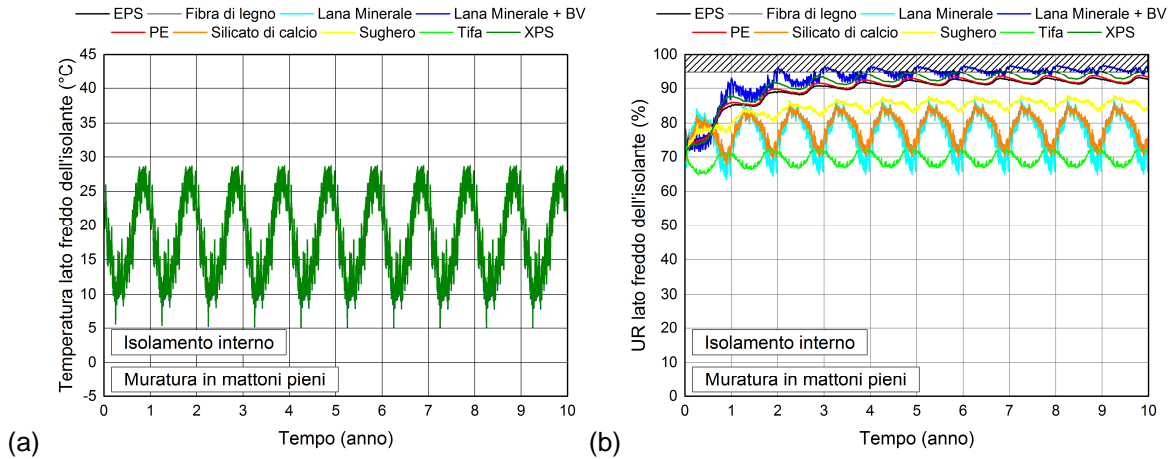 EPS Fibra di legno Lana Minerale Lana Minerale + BV
PE Silicato di calcio Sughero Tifa XPS
45
40
35
30
25
20
15
10
5
0
-5
Temperatura lato freddo dell'isolante (°C)
Isolamento interno
Muratura in mattoni pieni
0 1 2 3 4 5 6 7 8 9 10
Tempo (anno)
(a)
EPS Fibra di legno Lana Minerale Lana Minerale + BV
PE Silicato di calcio Sughero Tifa XPS
100
90
80
70
60
50
40
30
20
10
0
UR lato freddo dell'isolante (%)
Isolamento interno
Muratura in mattoni pieni
0 1 2 3 4 5 6 7 8 9 10
Tempo (anno)
(b)